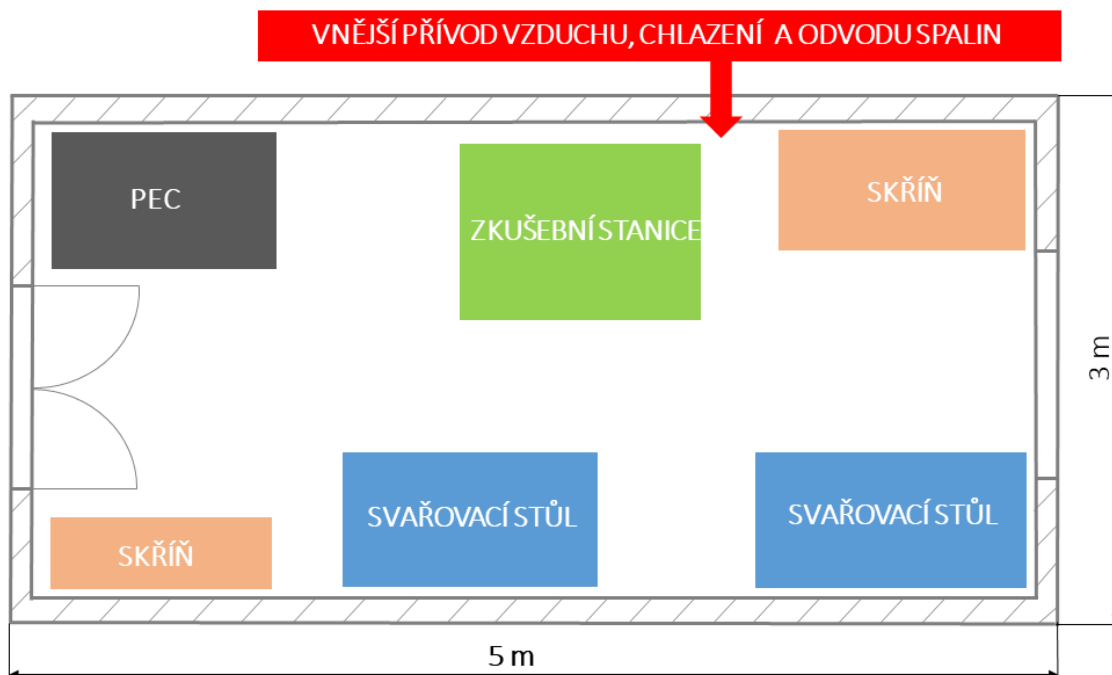 VNĚJŠÍ PŘÍVOD VZDUCHU, CHLAZENÍ A ODVODU SPALIN
PEC
ZKUŠEBNÍ STANICE
SKŘÍŇ
3 m
SVAŘOVACÍ STŮL
SVAŘOVACÍ STŮL
SKŘÍŇ
5 m